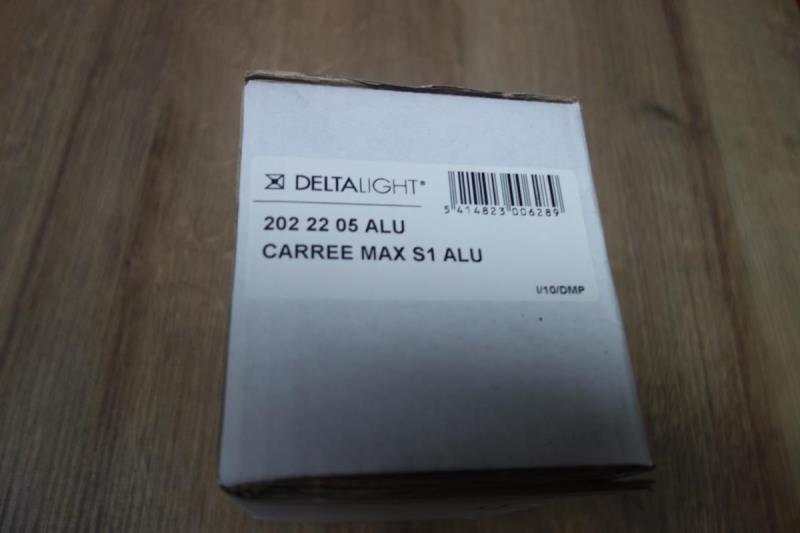 DELTALIGHT®
5 414823 006289
202 22 05 ALU
CARREE MAX S1 ALU
I/10/DMP